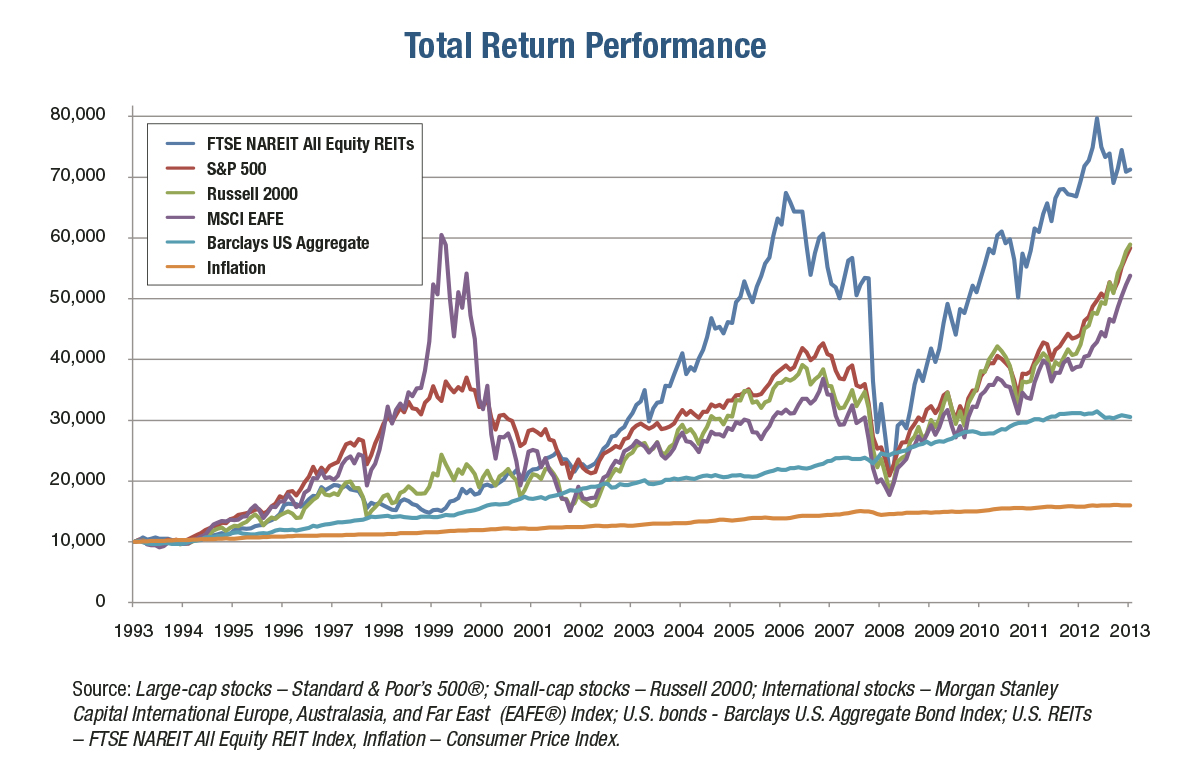 Total Return Performance
80,000
70,000
60,000
50,000
40,000
30,000
20,000
10,000
0
FTSE NAREIT All Equity REITs
S&P 500
Russell 2000
MSCI EAFE
Barclays US Aggregate
Inflation
1993 1994 1995 1996 1997 1998 1999 2000 2001 2002 2003 2004 2005 2006 2007 2008 2009 2010 2011 2012 2013
Source: Large-cap stocks – Standard & Poor's 500®; Small-cap stocks – Russell 2000; International stocks – Morgan Stanley
Capital International Europe, Australasia, and Far East (EAFE®) Index; U.S. bonds - Barclays U.S. Aggregate Bond Index; U.S. REITs
– FTSE NAREIT All Equity REIT Index, Inflation – Consumer Price Index.